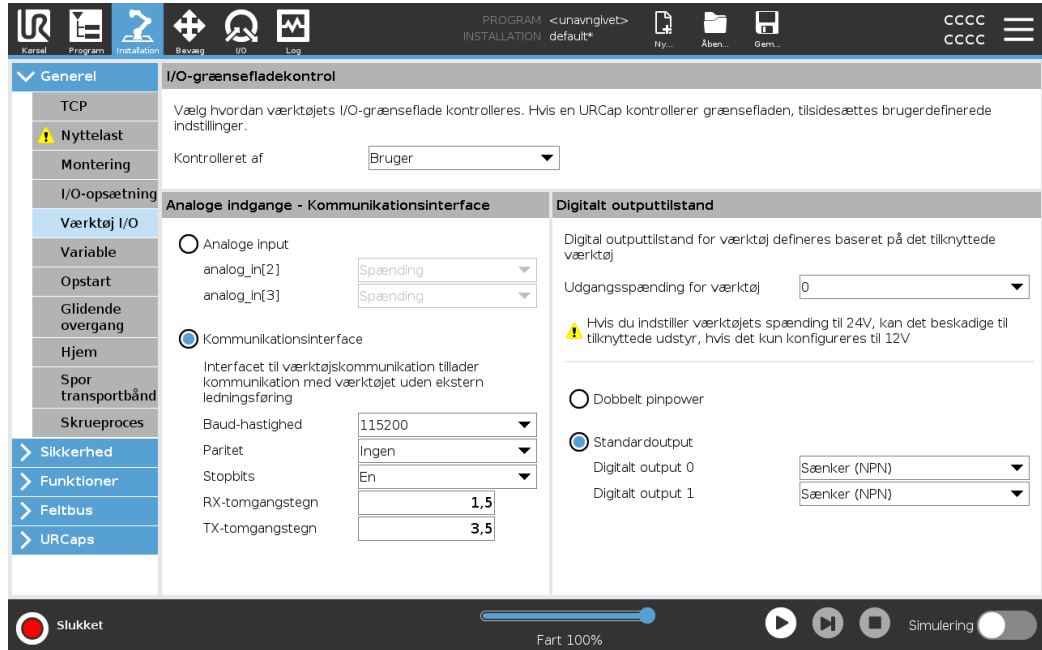 Kørsel
Program
Installation
Bevæg
I/O
Log
PROGRAM <unavngivet>
INSTALLATION default*
Ny...
Åben...
Gem...
CCCC
CCCC
Generel
TCP
Nyttelast
Montering
I/O-opsætning
Værktøj I/O
Variable
Opstart
Glidende
overgang
Hjem
Spor
transportbånd
Skrueproces
Sikkerhed
Funktioner
Feltbus
URCaps
I/O-grænsefladekontrol
Vælg hvordan værktøjets I/O-grænseflade kontrolleres. Hvis en URCap kontrollerer grænsefladen, tilsidesættes brugerdefinerede
indstillinger.
Kontrolleret af Bruger
Analoge indgange - Kommunikationsinterface
Analoge input
analog_in[2] Spænding
analog_in[3] Spænding
Kommunikationsinterface
Interfacet til værktøjskommunikation tillader
kommunikation med værktøjet uden ekstern
ledningsføring
Baud-hastighed 115200
Paritet Ingen
Stopbits En
RX-tomgangstegn 1,5
TX-tomgangstegn 3,5
Digitalt outputtilstand
Digital outputtilstand for værktøj defineres baseret på det tilknyttede
værktøj
Udgangsspænding for værktøj 0
Hvis du indstiller værktøjets spænding til 24V, kan det beskadige til
tilknyttede udstyr, hvis det kun konfigureres til 12V
Dobbelt pinpower
Standardoutput
Digitalt output 0 Sænker (NPN)
Digitalt output 1 Sænker (NPN)
Slukket
Fart 100%
Simulering